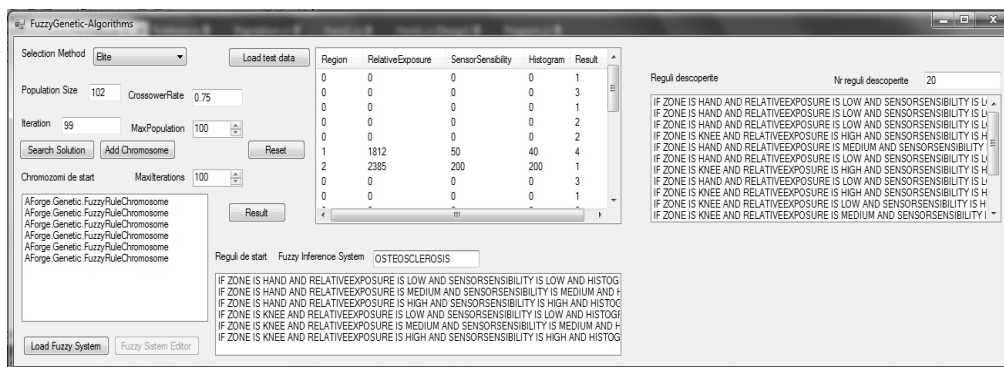 FuzzyGenetic-Algorithms
Selection Method Elite Load test data
Population Size 102 CrossowerRate 0.75
Iteration 99 MaxPopulation 100
Search Solution Add Chromosome Reset
Chromozomi de start MaxIterations 100
AForge.Genetic.FuzzyRuleChromosome
AForge.Genetic.FuzzyRuleChromosome
AForge.Genetic.FuzzyRuleChromosome
AForge.Genetic.FuzzyRuleChromosome
AForge.Genetic.FuzzyRuleChromosome
AForge.Genetic.FuzzyRuleChromosome
Result
Load Fuzzy System Fuzzy Sistem Editor
Region RelativeExposure SensorSensibility Histogram Result
0 0 0 0 1
0 0 0 0 3
0 0 0 0 1
0 0 0 0 2
0 0 0 0 2
1 1812 50 40 4
2 2385 200 200 1
0 0 0 0 3
0 0 0 0 1
Reguli de start Fuzzy Inference System OSTEOSCLEROSIS
IF ZONE IS HAND AND RELATIVEEXPOSURE IS LOW AND SENSORSENSIBILITY IS LOW AND HISTOG
IF ZONE IS HAND AND RELATIVEEXPOSURE IS MEDIUM AND SENSORSENSIBILITY IS MEDIUM AND H
IF ZONE IS HAND AND RELATIVEEXPOSURE IS HIGH AND SENSORSENSIBILITY IS HIGH AND HISTOG
IF ZONE IS KNEE AND RELATIVEEXPOSURE IS LOW AND SENSORSENSIBILITY IS LOW AND HISTOGR
IF ZONE IS KNEE AND RELATIVEEXPOSURE IS MEDIUM AND SENSORSENSIBILITY IS MEDIUM AND H
IF ZONE IS KNEE AND RELATIVEEXPOSURE IS HIGH AND SENSORSENSIBILITY IS HIGH AND HISTOG
Reguli descoperite Nr reguli descoperite 20
IF ZONE IS HAND AND RELATIVEEXPOSURE IS LOW AND SENSORSENSIBILITY IS L
IF ZONE IS HAND AND RELATIVEEXPOSURE IS LOW AND SENSORSENSIBILITY IS L
IF ZONE IS KNEE AND RELATIVEEXPOSURE IS HIGH AND SENSORSENSIBILITY IS H
IF ZONE IS HAND AND RELATIVEEXPOSURE IS MEDIUM AND SENSORSENSIBILITY
IF ZONE IS HAND AND RELATIVEEXPOSURE IS LOW AND SENSORSENSIBILITY IS L
IF ZONE IS KNEE AND RELATIVEEXPOSURE IS HIGH AND SENSORSENSIBILITY IS H
IF ZONE IS HAND AND RELATIVEEXPOSURE IS LOW AND SENSORSENSIBILITY IS L
IF ZONE IS KNEE AND RELATIVEEXPOSURE IS HIGH AND SENSORSENSIBILITY IS H
IF ZONE IS KNEE AND RELATIVEEXPOSURE IS LOW AND SENSORSENSIBILITY IS H
IF ZONE IS KNEE AND RELATIVEEXPOSURE IS MEDIUM AND SENSORSENSIBILITY I